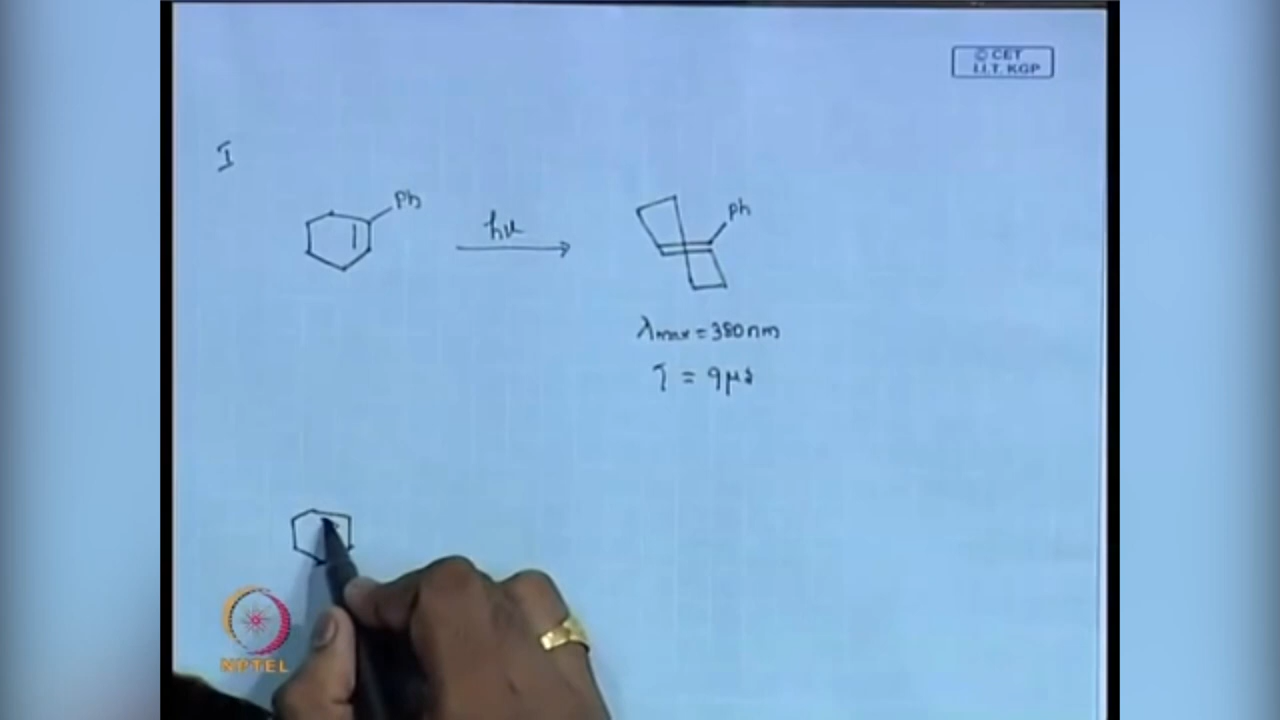 © CET
I.I.T. KGP
I
Ph
hν
Ph
λmax = 380 nm
τ = 9 μs
NPTEL